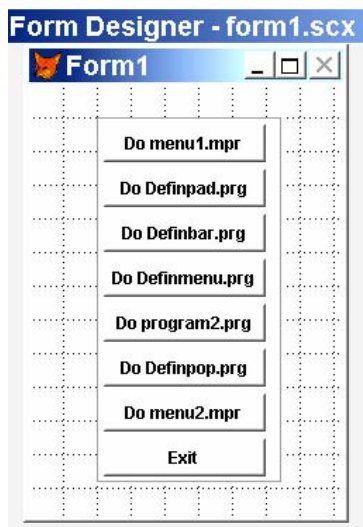 Form Designer - form1.scx
Form1
Do menu1.mpr
Do Definpad.prg
Do Definbar.prg
Do Definmenu.prg
Do program2.prg
Do Definpop.prg
Do menu2.mpr
Exit